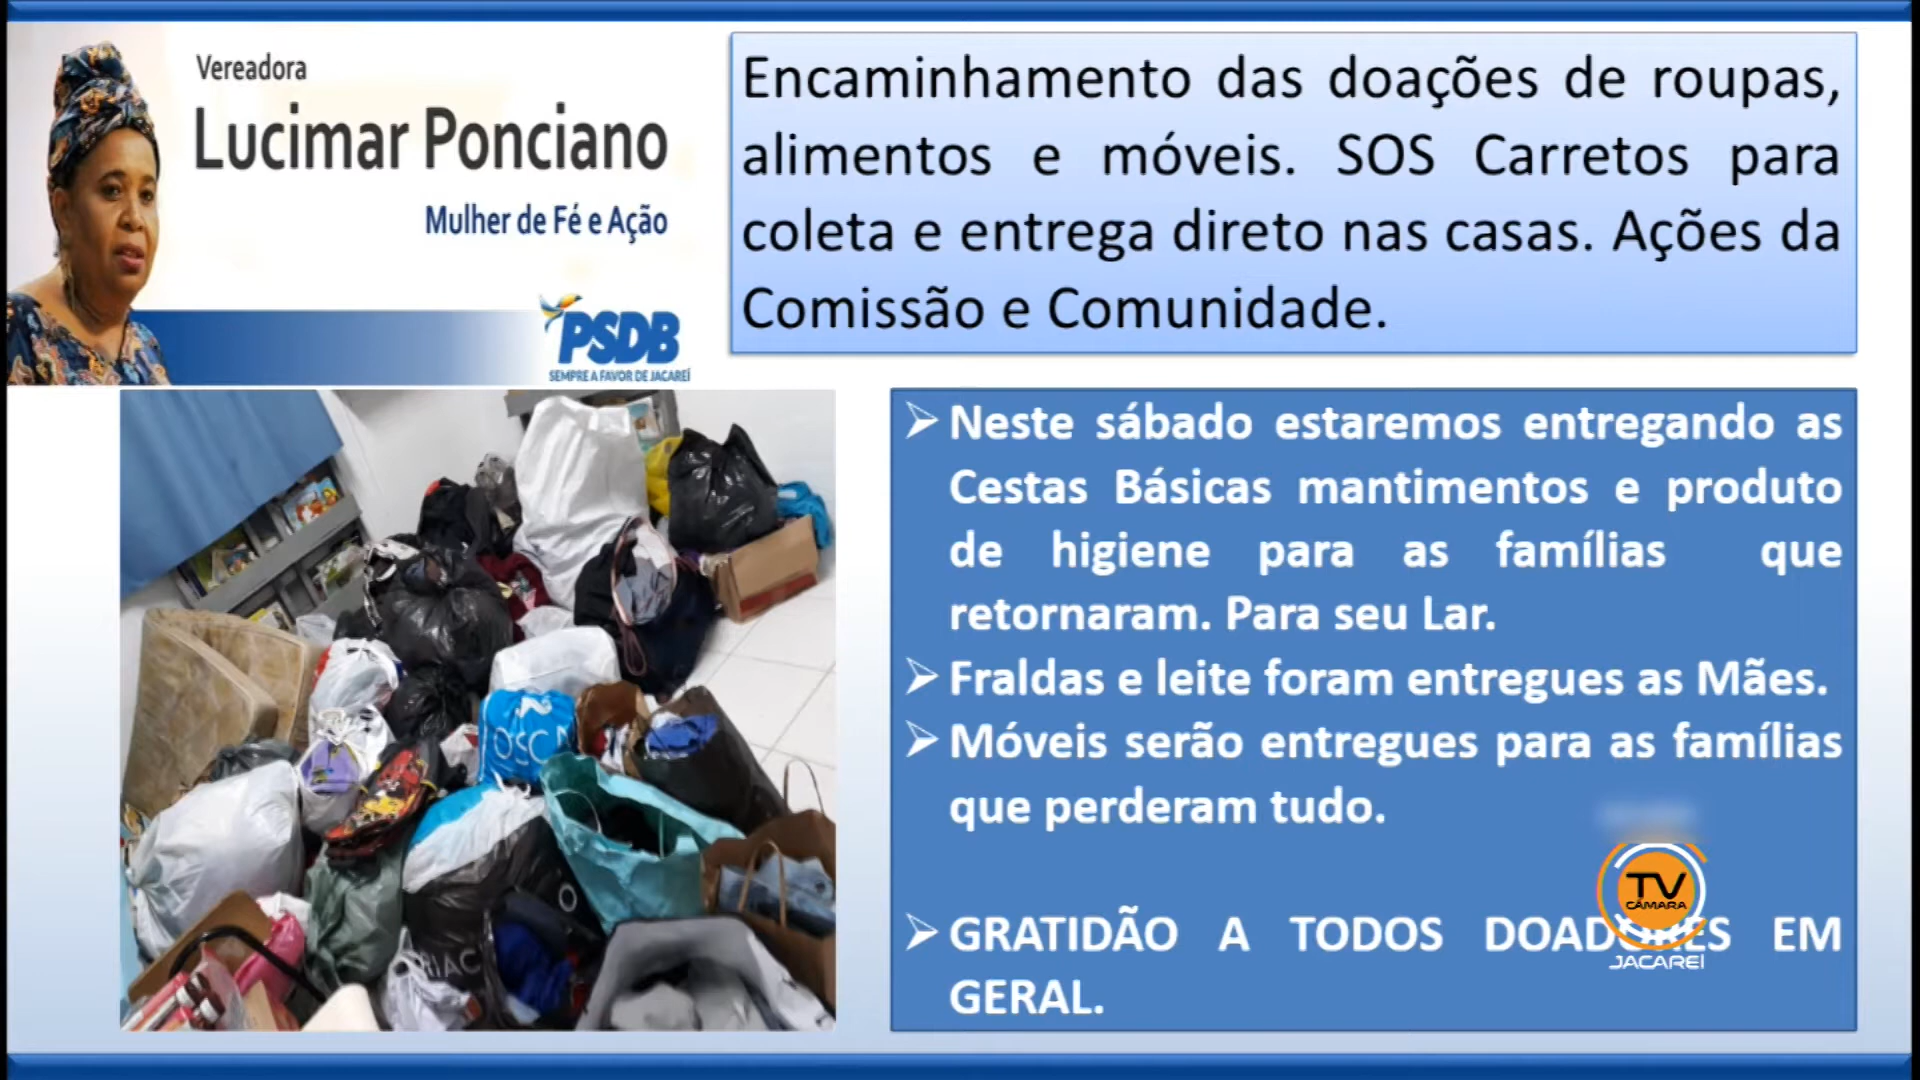 Vereadora
Lucimar Ponciano
Mulher de Fé e Ação
PSDB
SEMPRE A FAVOR DE JACAREÍ
Encaminhamento das doações de roupas,
alimentos e móveis. SOS Carretos para
coleta e entrega direto nas casas. Ações da
Comissão e Comunidade.
➢ Neste sábado estaremos entregando as
Cestas Básicas mantimentos e produto
de higiene para as famílias que
retornaram. Para seu Lar.
➢ Fraldas e leite foram entregues as Mães.
➢ Móveis serão entregues para as famílias
que perderam tudo.
➢ GRATIDÃO A TODOS DOADORES EM
GERAL.
TV
CÂMARA
JACAREÍ
OSC
RIAC